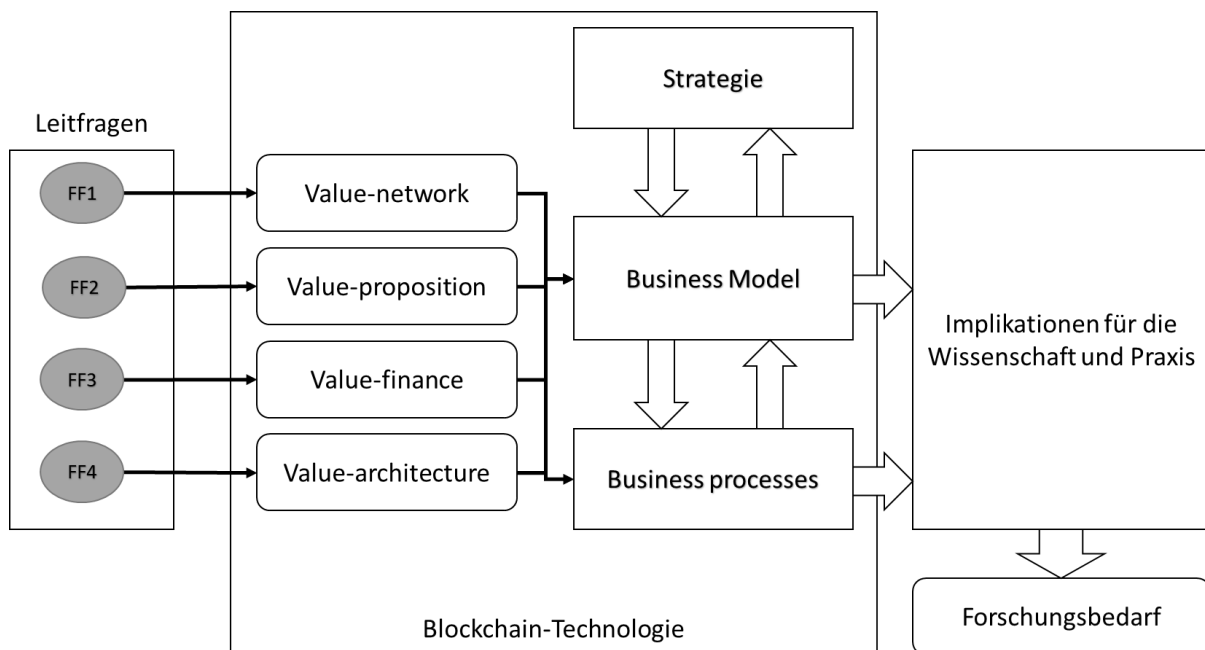 Leitfragen
FF1
FF2
FF3
FF4
Value-network
Value-proposition
Value-finance
Value-architecture
Strategie
Business Model
Business processes
Blockchain-Technologie
Implikationen für die
Wissenschaft und Praxis
Forschungsbedarf